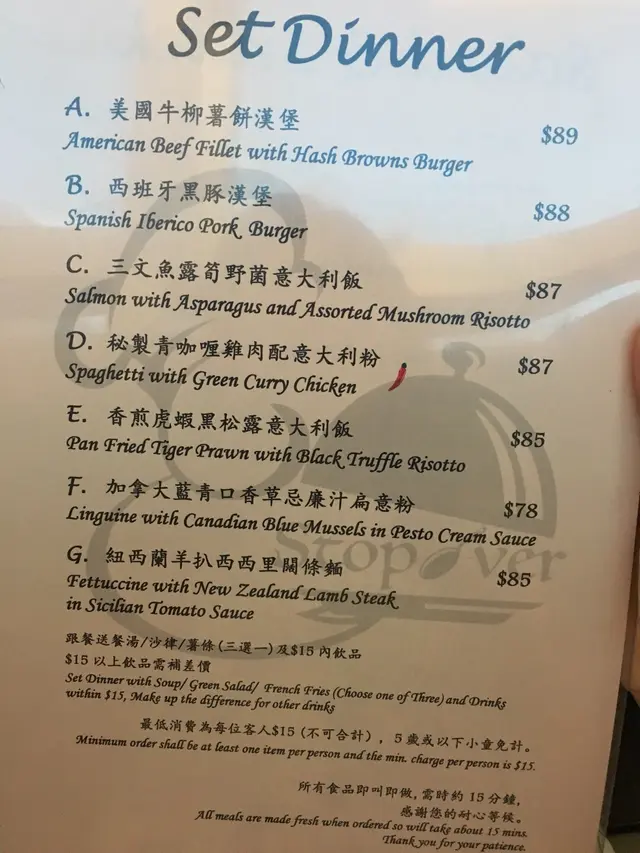 Set Dinner
A. 美國牛柳薯餅漢堡
$89
American Beef Fillet with Hash Browns Burger
B. 西班牙黑豚漢堡
$88
Spanish Iberico Pork Burger
C. 三文魚露筍野菌意大利飯
$87
Salmon with Asparagus and Assorted Mushroom Risotto
D. 秘製青咖喱雞肉配意大利粉
$87
Spaghetti with Green Curry Chicken
E. 香煎虎蝦黑松露意大利飯
$85
Pan Fried Tiger Prawn with Black Truffle Risotto
F. 加拿大藍青口香草忌廉汁扁意粉
$78
Linguine with Canadian Blue Mussels in Pesto Cream Sauce
Stopover
G. 紐西蘭羊扒西西里闊條麵
$85
Fettuccine with New Zealand Lamb Steak
in Sicilian Tomato Sauce
跟餐送餐湯/沙律/薯條(三選一)及$15內飲品
$15以上飲品需補差價
Set Dinner with Soup/ Green Salad/ French Fries (Choose one of Three) and Drinks
within $15, Make up the difference for other drinks
最低消費為每位客人$15 (不可合計) , 5歲或以下小童免計。
Minimum order shall be at least one item per person and the min. charge per person is $15.
所有食品即叫即做,需時約15分鐘,
感謝您的耐心等候。
All meals are made fresh when ordered so will take about 15 mins.
Thank you for your patience.